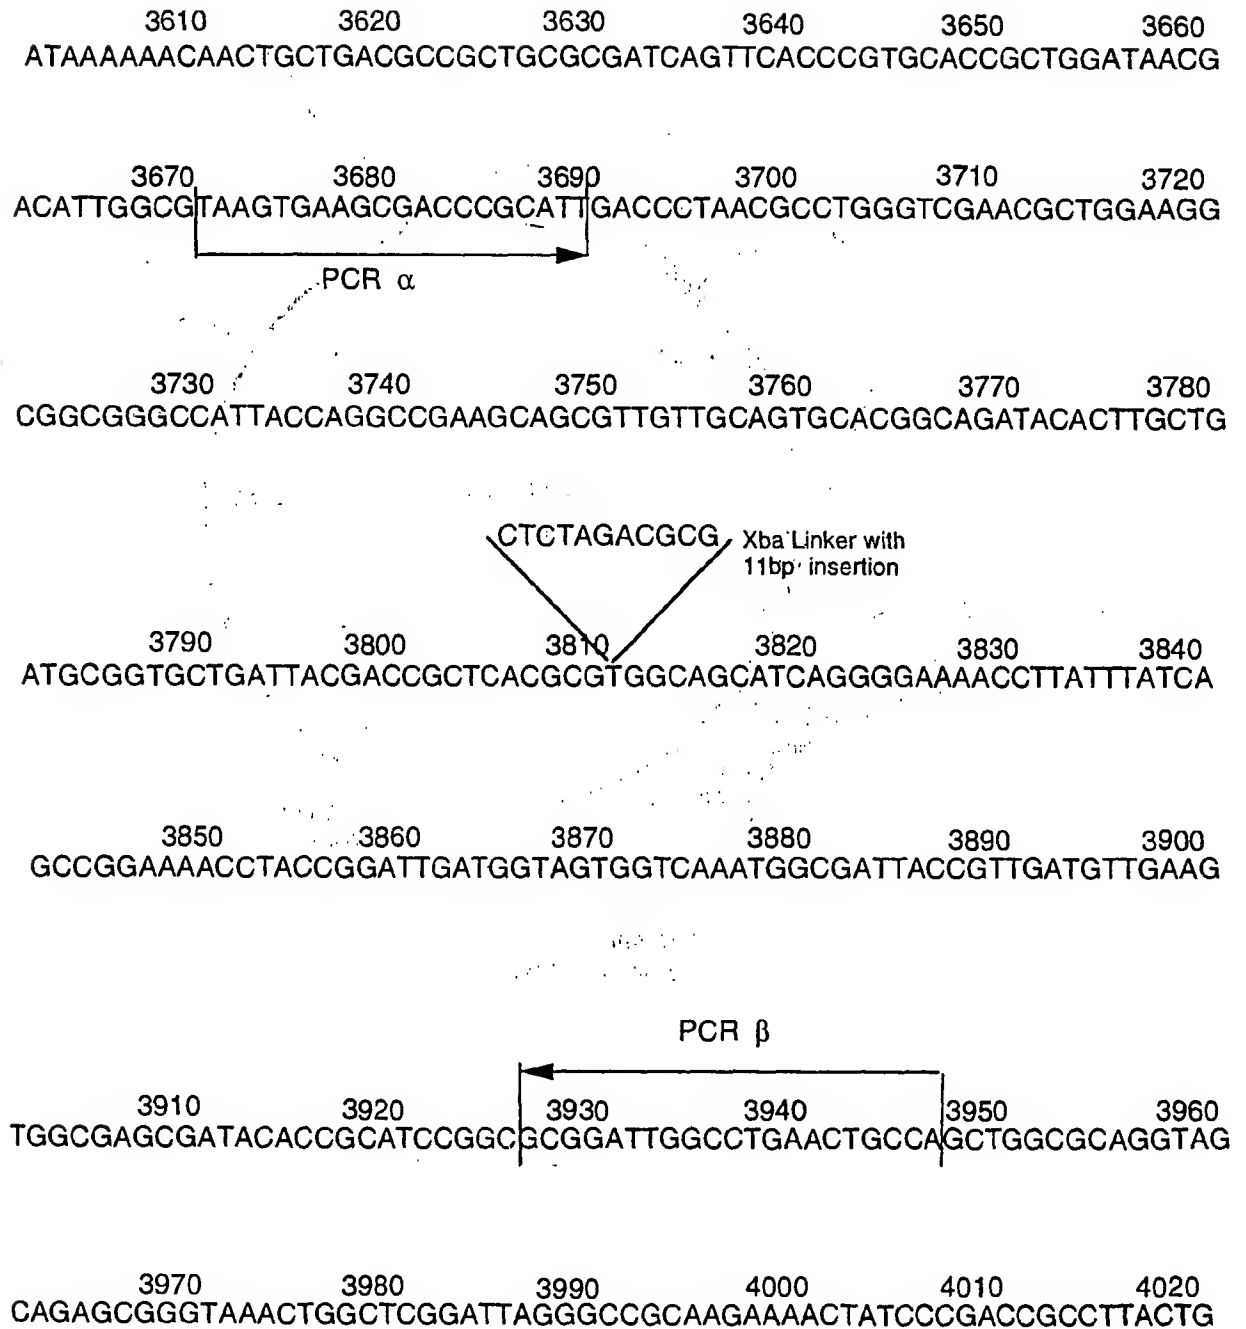 3610 3620 3630 3640 3650 3660
ATAAAAAACAACTGCTGACGCCGCTGCGCGATCAGTTCACCCGTGCACCGCTGGATAACG
3670 3680 3690 3700 3710 3720
ACATTGGCGTAAGTGAAGCGACCCGCATTGACCCTAACGCCTGGGTCGAACGCTGGAAGG
PCR α
3730 3740 3750 3760 3770 3780
CGGCGGGCCATTACCAGGCCGAAGCAGCGTTGTTGCAGTGCACGGCAGATACACTTGCTG
CTCTAGACGCG Xba Linker with
11bp insertion
3790 3800 3810 3820 3830 3840
ATGCGGTGCTGATTACGACCGCTCACGCGTGGCAGCATCAGGGGAAAACCTTATTTATCA
3850 3860 3870 3880 3890 3900
GCCGGAAAACCTACCGGATTGATGGTAGTGGTCAAATGGCGATTACCGTTGATGTTGAAG
PCR β
3910 3920 3930 3940 3950 3960
TGGCGAGCGATACACCGCATCCGGCGCGGATTGGCCTGAACTGCCAGCTGGCGCAGGTAG
3970 3980 3990 4000 4010 4020
CAGAGCGGGTAAACTGGCTCGGATTAGGGCCGCAAGAAAACTATCCCGACCGCCTTACTG